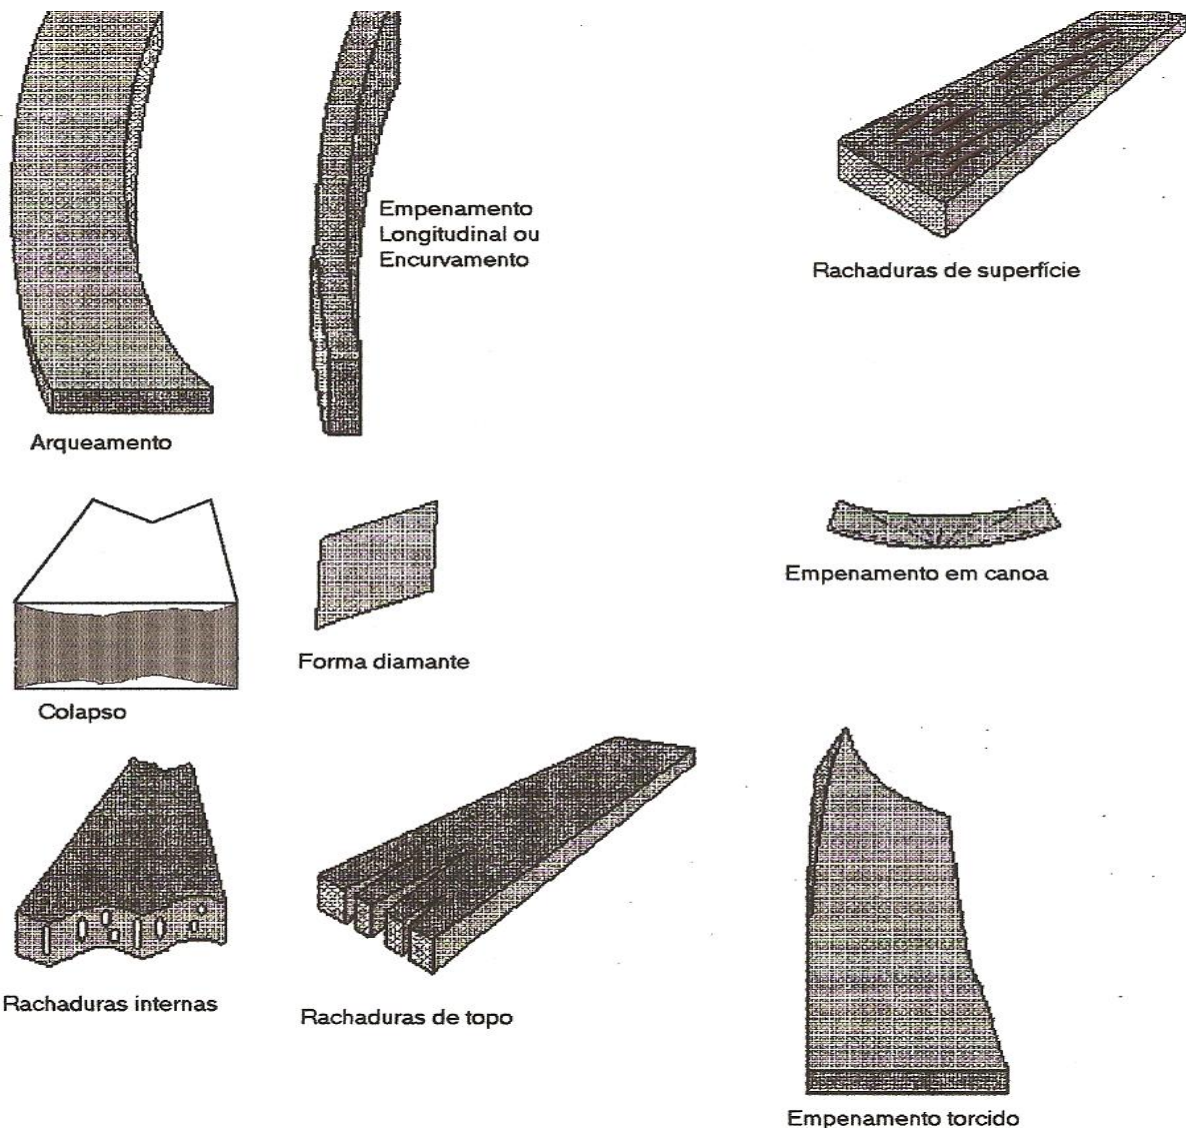 Empenamento
Longitudinal ou
Encurvamento
Rachaduras de superfície
Arqueamento
Empenamento em canoa
Forma diamante
Colapso
Rachaduras internas
Rachaduras de topo
Empenamento torcido